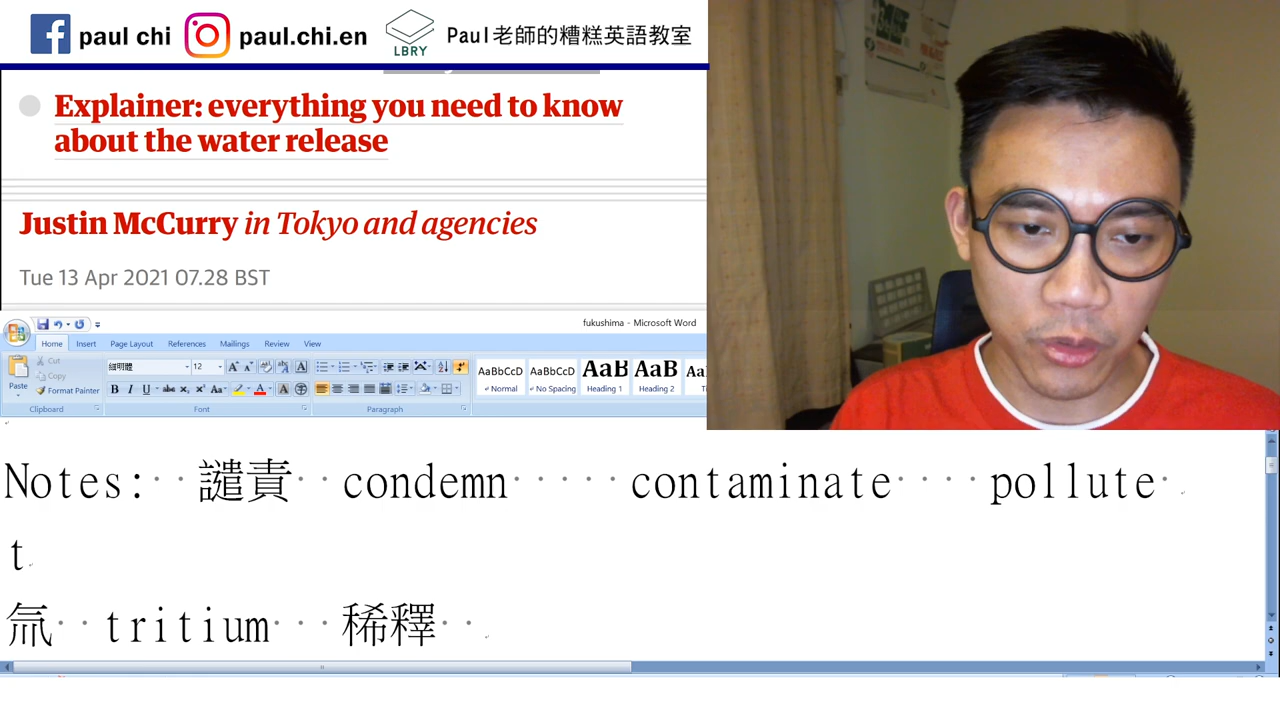 paul chi paul.chi.en LBRY Paul老師的糟糕英語教室
Explainer: everything you need to know
about the water release
Justin McCurry in Tokyo and agencies
Tue 13 Apr 2021 07.28 BST
fukushima - Microsoft Word
Home Insert Page Layout References Mailings Review View
Paste Cut Copy Format Painter
細明體 12
AaBbCcD AaBbCcD AaBb AaB
Normal No Spacing Heading 1 Heading 2
Clipboard Font Paragraph
Notes: 譴責 condemn contaminate pollute
t
氚 tritium 稀釋